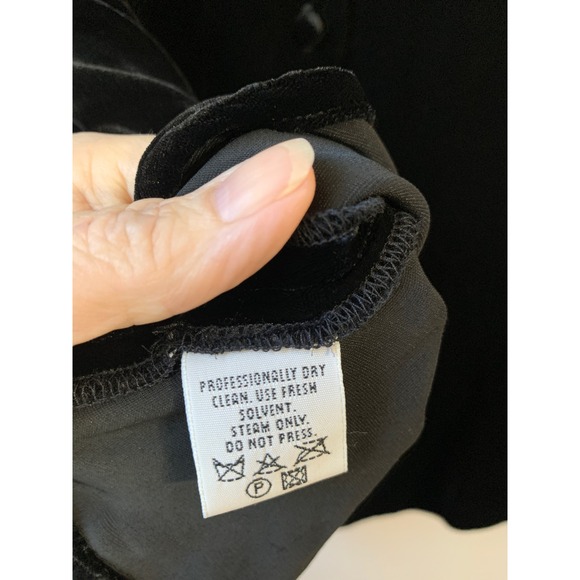 PROFESSIONALLY DRY
CLEAN. USE FRESH
SOLVENT.
STEAM ONLY.
DO NOT PRESS.
P